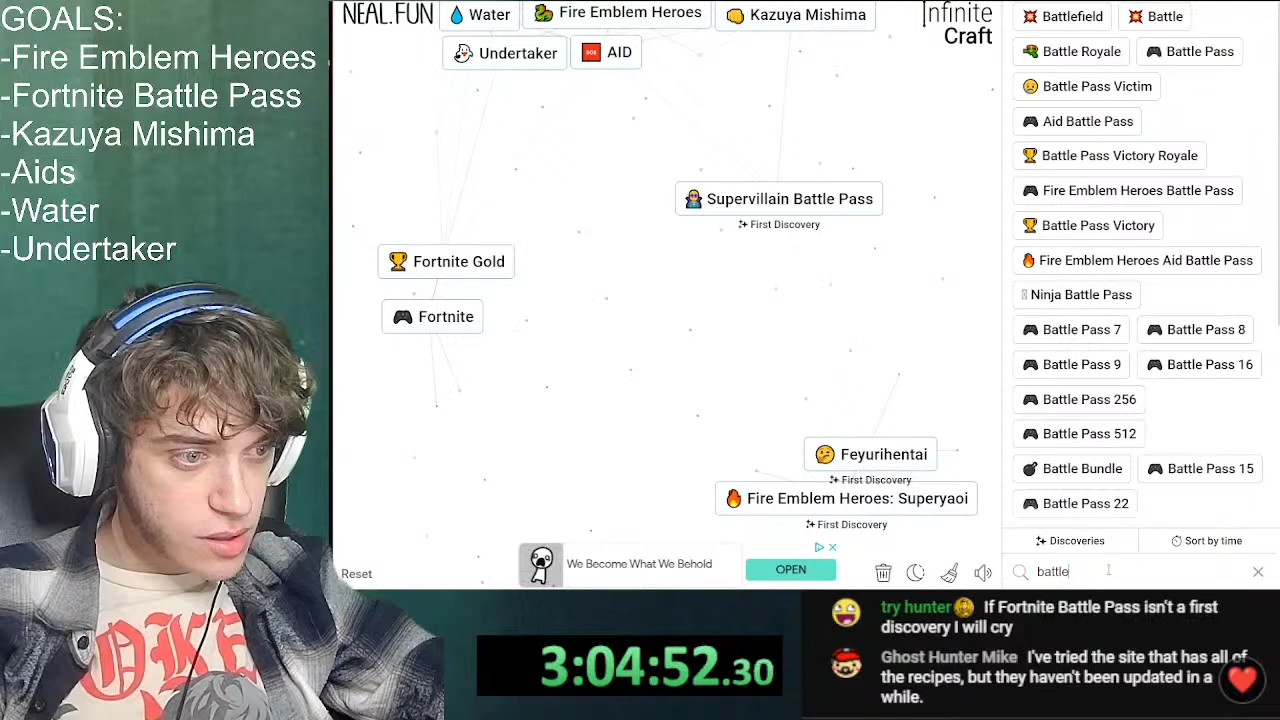 GOALS:
-Fire Emblem Heroes
-Fortnite Battle Pass
-Kazuya Mishima
-Aids
-Water
-Undertaker
NEAL.FUN
Water
Fire Emblem Heroes
Kazuya Mishima
Infinite
Craft
Undertaker
SOS AID
Supervillain Battle Pass
First Discovery
Fortnite Gold
Fortnite
Feyurihentai
First Discovery
Fire Emblem Heroes: Superyaoi
First Discovery
We Become What We Behold
OPEN
Reset
Battlefield
Battle
Battle Royale
Battle Pass
Battle Pass Victim
Aid Battle Pass
Battle Pass Victory Royale
Fire Emblem Heroes Battle Pass
Battle Pass Victory
Fire Emblem Heroes Aid Battle Pass
Ninja Battle Pass
Battle Pass 7
Battle Pass 8
Battle Pass 9
Battle Pass 16
Battle Pass 256
Battle Pass 512
Battle Bundle
Battle Pass 15
Battle Pass 22
Discoveries
Sort by time
battle
OKE
3:04:52.30
try hunter If Fortnite Battle Pass isn't a first
discovery I will cry
Ghost Hunter Mike I've tried the site that has all of
the recipes, but they haven't been updated in a
while.